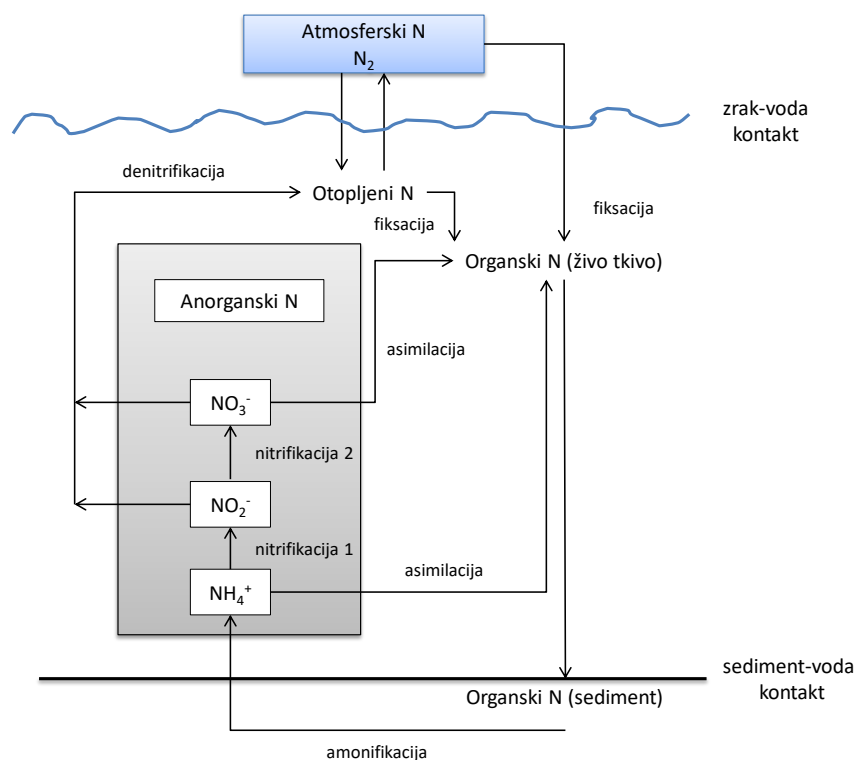 Atmosferski N
N₂
zrak-voda
kontakt
denitrifikacija
Otopljeni N
fiksacija
fiksacija
Organski N (živo tkivo)
Anorganski N
asimilacija
NO₃⁻
nitrifikacija 2
NO₂⁻
nitrifikacija 1
asimilacija
NH₄⁺
sediment-voda
kontakt
Organski N (sediment)
amonifikacija